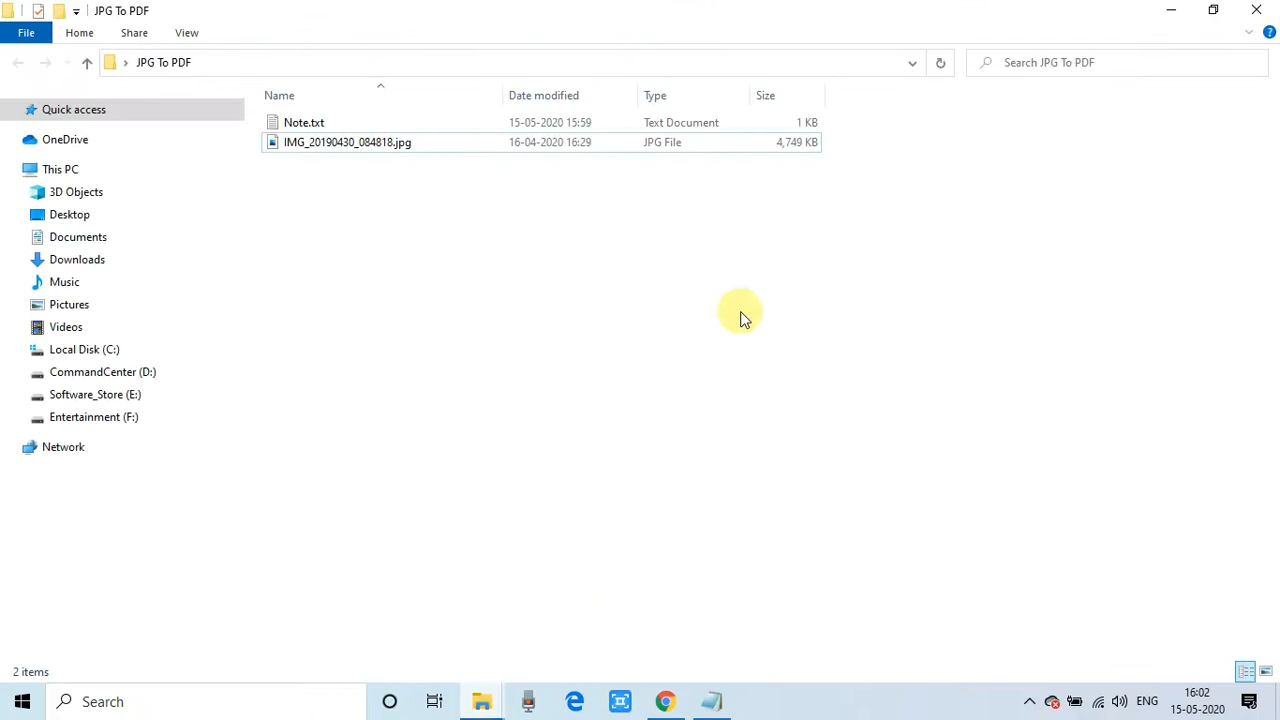 JPG To PDF
File Home Share View
JPG To PDF
Search JPG To PDF
Name Date modified Type Size
Note.txt 15-05-2020 15:59 Text Document 1 KB
IMG_20190430_084818.jpg 16-04-2020 16:29 JPG File 4,749 KB
Quick access
OneDrive
This PC
3D Objects
Desktop
Documents
Downloads
Music
Pictures
Videos
Local Disk (C:)
CommandCenter (D:)
Software_Store (E:)
Entertainment (F:)
Network
2 items
Search
ENG
16:02
15-05-2020